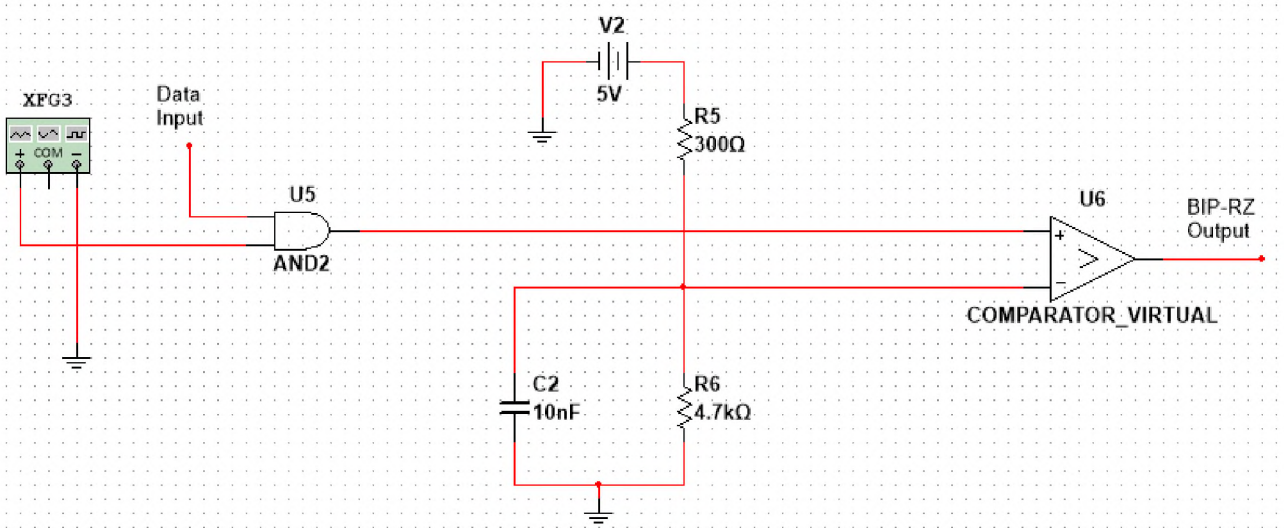 V2
5V
XFG3
+ COM −
Data
Input
R5
300Ω
U5
AND2
U6
+
>
−
BIP-RZ
Output
COMPARATOR_VIRTUAL
C2
10nF
R6
4.7kΩ